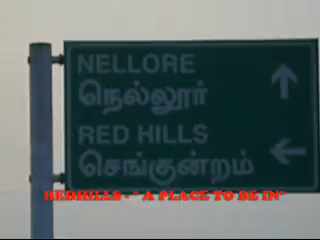 NELLORE
நெல்லூர்
RED HILLS
செங்குன்றம்
REDHILLS - " A PLACE TO BE IN"